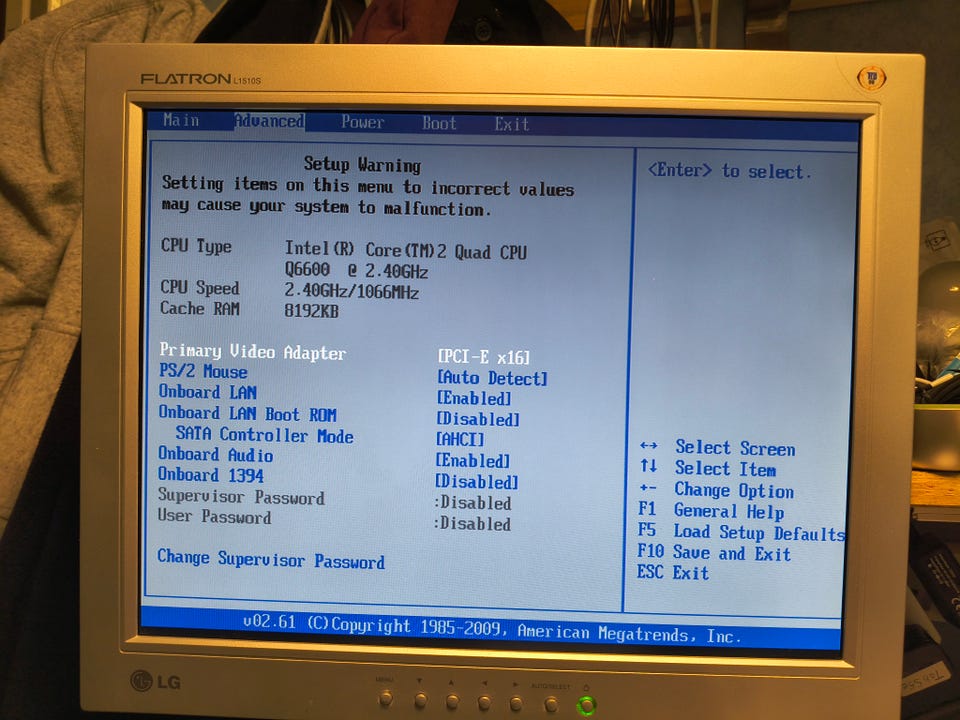 FLATRON L1510S
Main Advanced Power Boot Exit
Setup Warning
Setting items on this menu to incorrect values
may cause your system to malfunction.
CPU Type Intel(R) Core(TM)2 Quad CPU
Q6600 @ 2.40GHz
CPU Speed 2.40GHz/1066MHz
Cache RAM 8192KB
Primary Video Adapter [PCI-E x16]
PS/2 Mouse [Auto Detect]
Onboard LAN [Enabled]
Onboard LAN Boot ROM [Disabled]
SATA Controller Mode [AHCI]
Onboard Audio [Enabled]
Onboard 1394 [Disabled]
Supervisor Password :Disabled
User Password :Disabled
Change Supervisor Password
<Enter> to select.
↔ Select Screen
↑↓ Select Item
+- Change Option
F1 General Help
F5 Load Setup Defaults
F10 Save and Exit
ESC Exit
v02.61 (C)Copyright 1985-2009, American Megatrends, Inc.
LG
MENU ▼ ▲ ◄ ► AUTO/SELECT